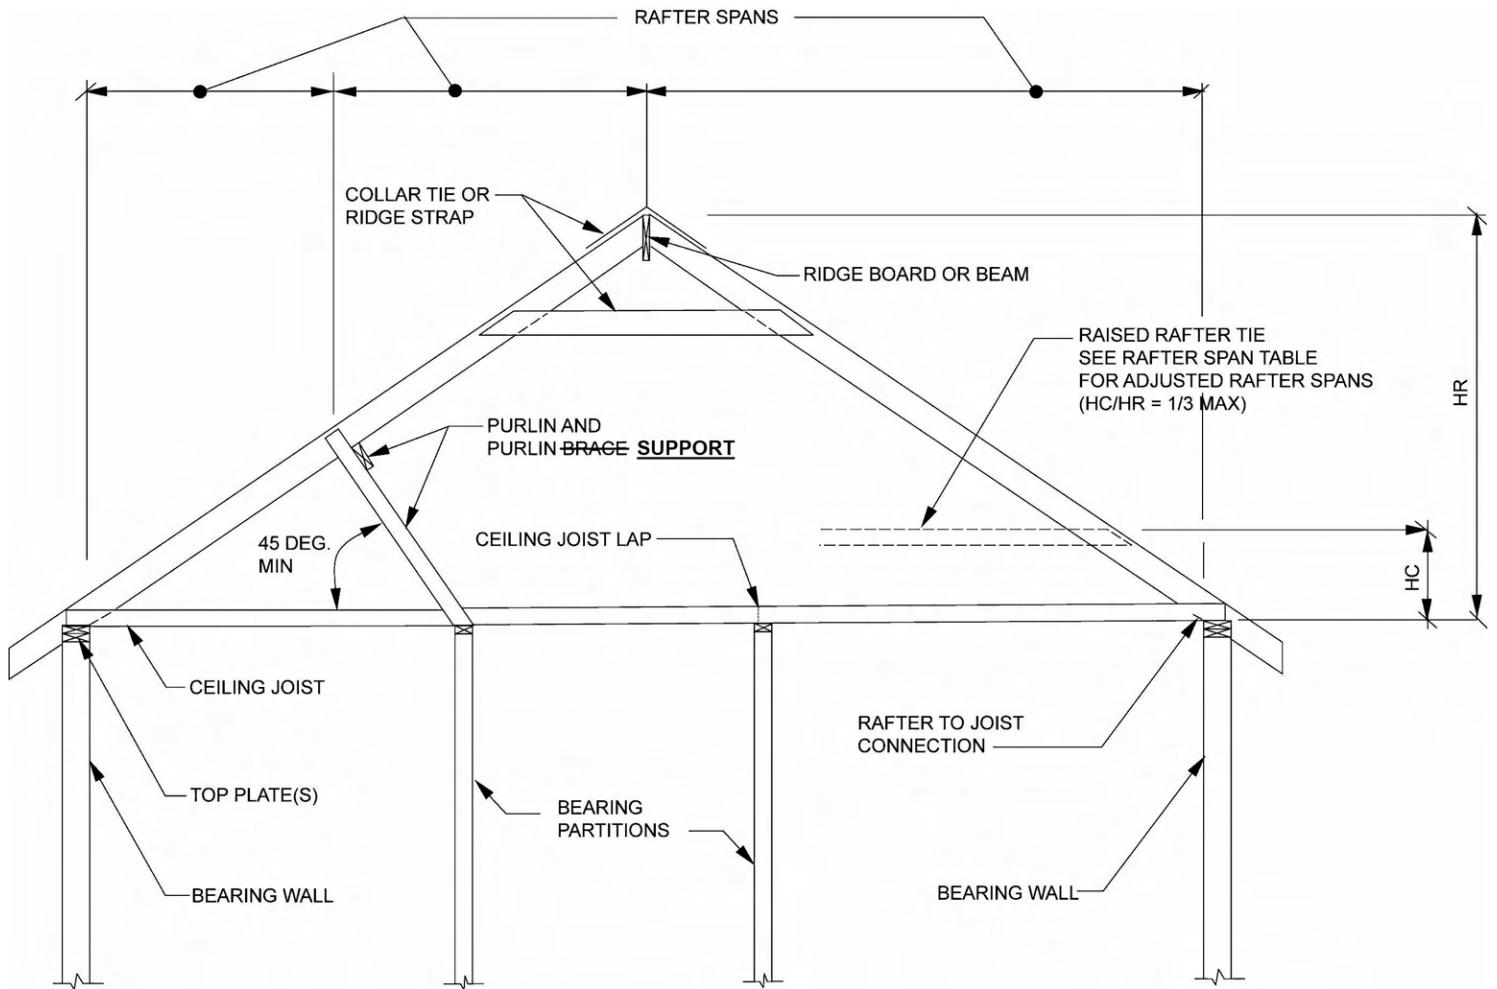 RAFTER SPANS
COLLAR TIE OR
RIDGE STRAP
RIDGE BOARD OR BEAM
RAISED RAFTER TIE
SEE RAFTER SPAN TABLE
FOR ADJUSTED RAFTER SPANS
(HC/HR = 1/3 MAX)
HR
PURLIN AND
PURLIN BRACE SUPPORT
45 DEG.
MIN
CEILING JOIST LAP
HC
CEILING JOIST
RAFTER TO JOIST
CONNECTION
TOP PLATE(S)
BEARING
PARTITIONS
BEARING WALL
BEARING WALL